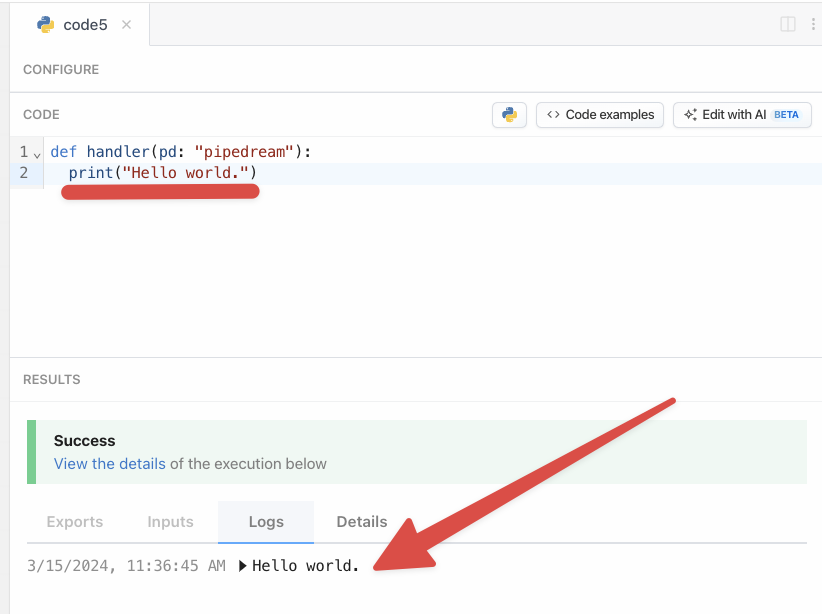 code5
CONFIGURE
CODE
<> Code examples
Edit with AI BETA
1 def handler(pd: "pipedream"):
2 print("Hello world.")
RESULTS
Success
View the details of the execution below
Exports Inputs Logs Details
3/15/2024, 11:36:45 AM Hello world.